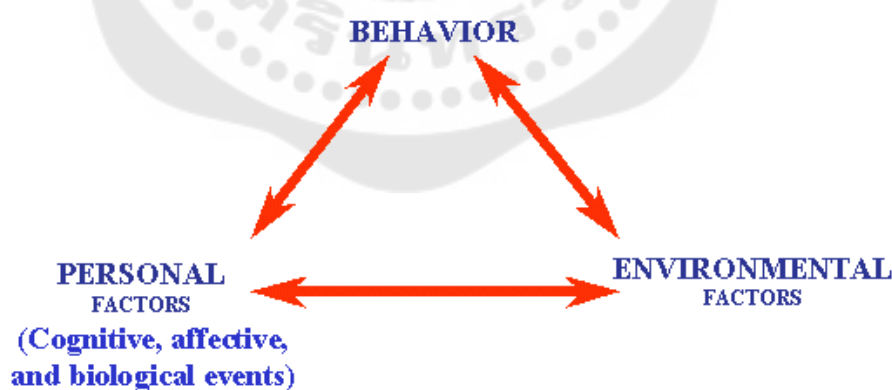 BEHAVIOR
PERSONAL
FACTORS
(Cognitive, affective,
and biological events)
ENVIRONMENTAL
FACTORS